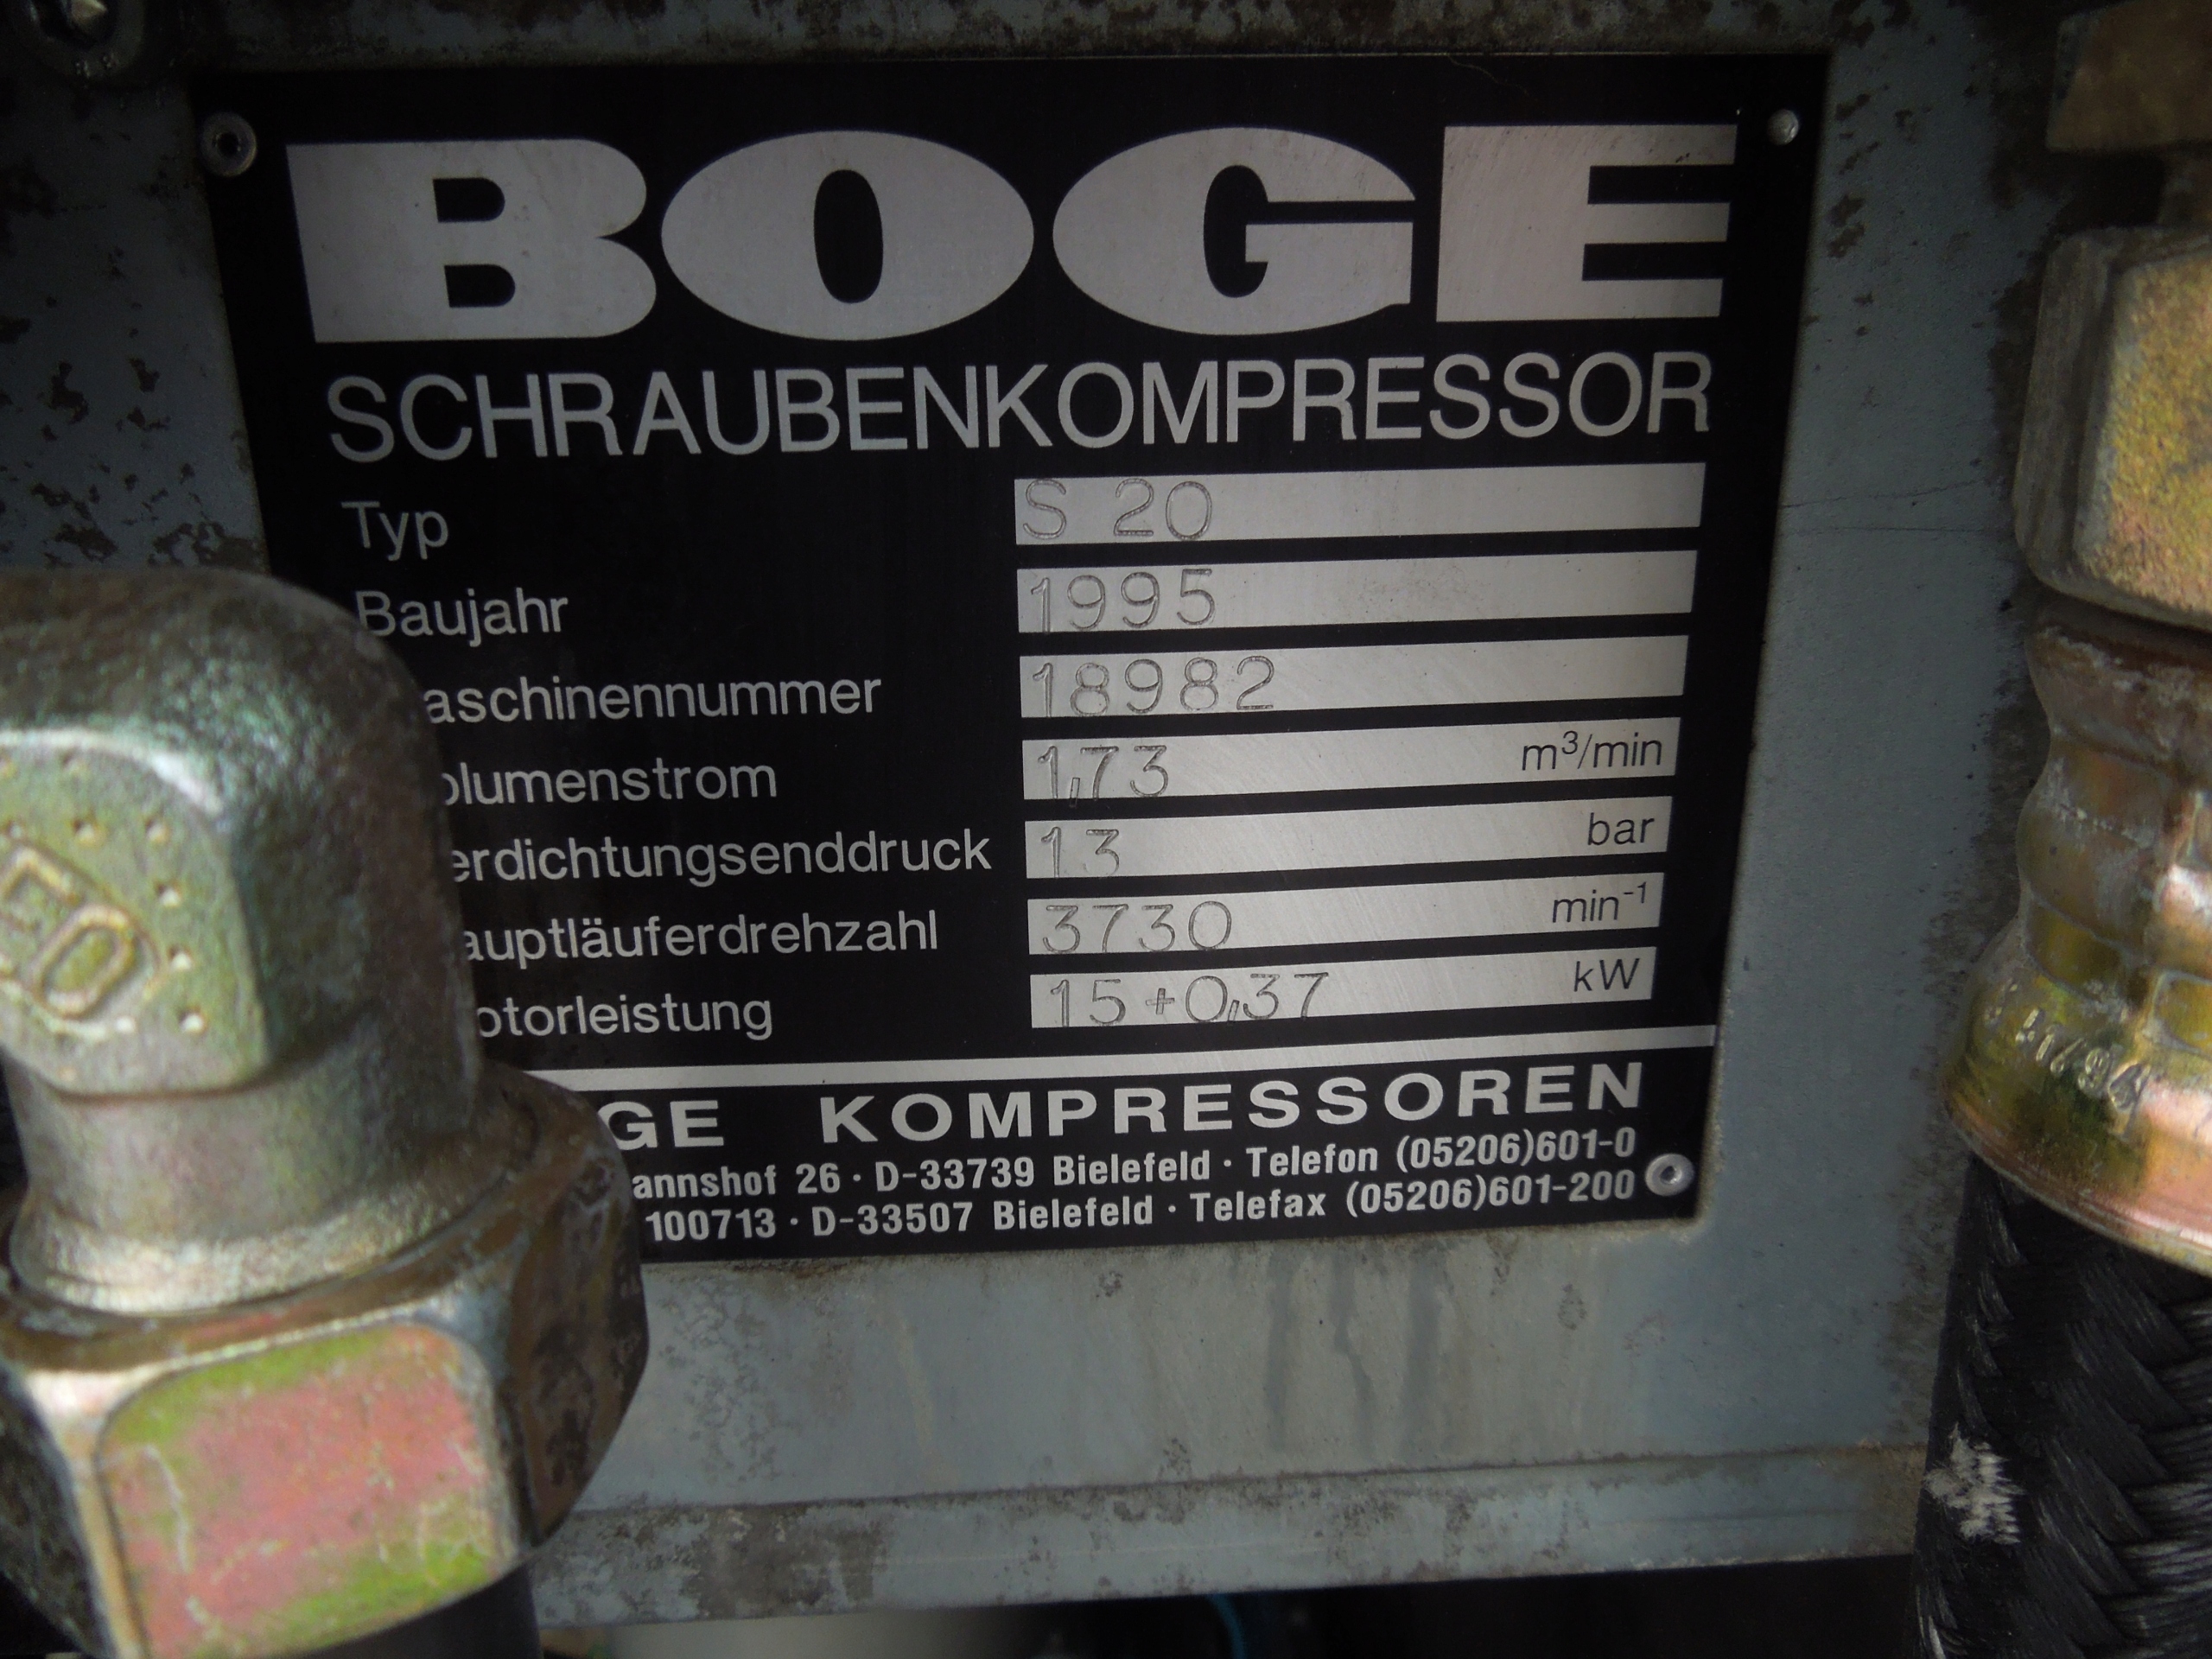 BOGE
SCHRAUBENKOMPRESSOR
Typ S 20
Baujahr 1995
aschinennummer 18982
olumenstrom 1,73 m³/min
erdichtungsenddruck 13 bar
auptläuferdrehzahl 3730 min⁻¹
otorleistung 15+0,37 kW
GE KOMPRESSOREN
annshof 26 · D-33739 Bielefeld · Telefon (05206)601-0
100713 · D-33507 Bielefeld · Telefax (05206)601-200